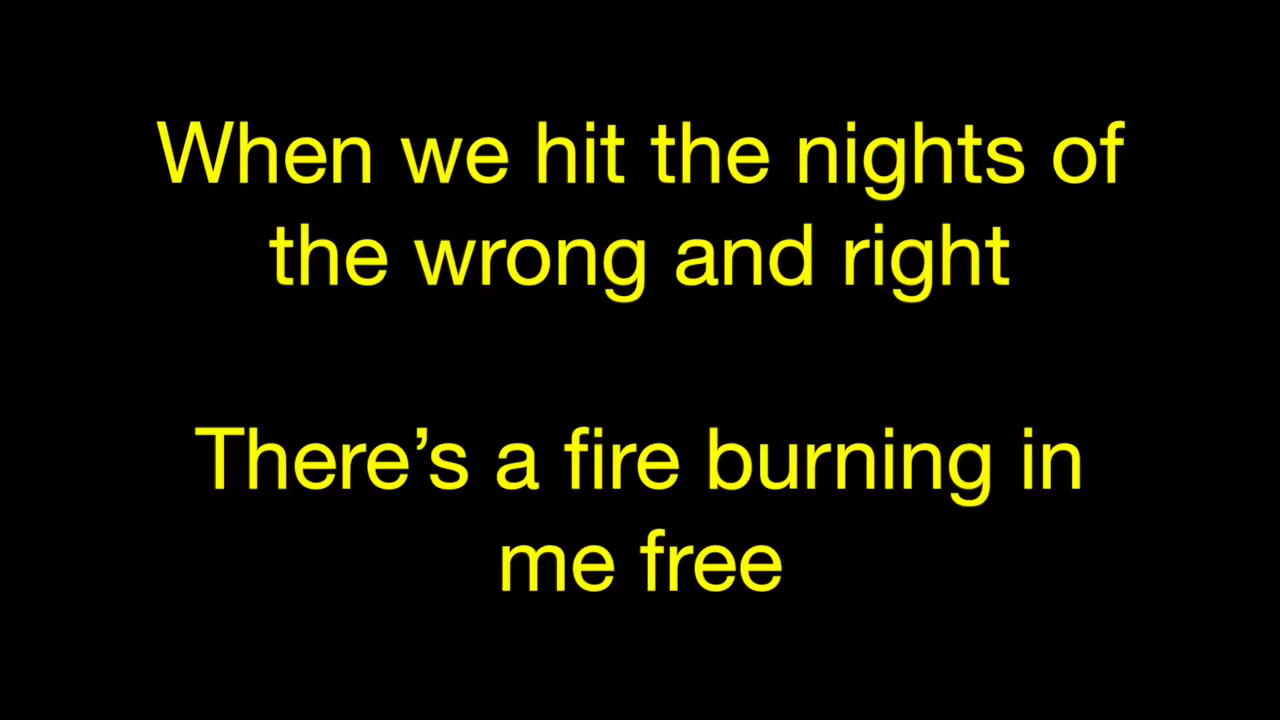 When we hit the nights of
the wrong and right
There’s a fire burning in
me free